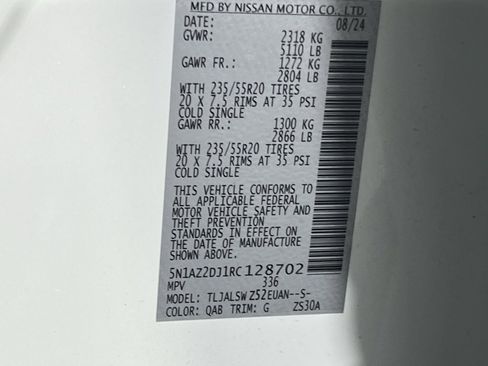 MFD BY NISSAN MOTOR CO., LTD.
DATE: 08/24
GVWR: 2318 KG
5110 LB
GAWR FR.: 1272 KG
2804 LB
WITH 235/55R20 TIRES
20 X 7.5 RIMS AT 35 PSI
COLD SINGLE
GAWR RR.: 1300 KG
2866 LB
WITH 235/55R20 TIRES
20 X 7.5 RIMS AT 35 PSI
COLD SINGLE
THIS VEHICLE CONFORMS TO
ALL APPLICABLE FEDERAL
MOTOR VEHICLE SAFETY AND
THEFT PREVENTION
STANDARDS IN EFFECT ON
THE DATE OF MANUFACTURE
SHOWN ABOVE.
5N1AZ2DJ1RC128702
MPV 336
MODEL: TLJALSWZ52EUAN--S-
COLOR: QAB TRIM: G ZS30A